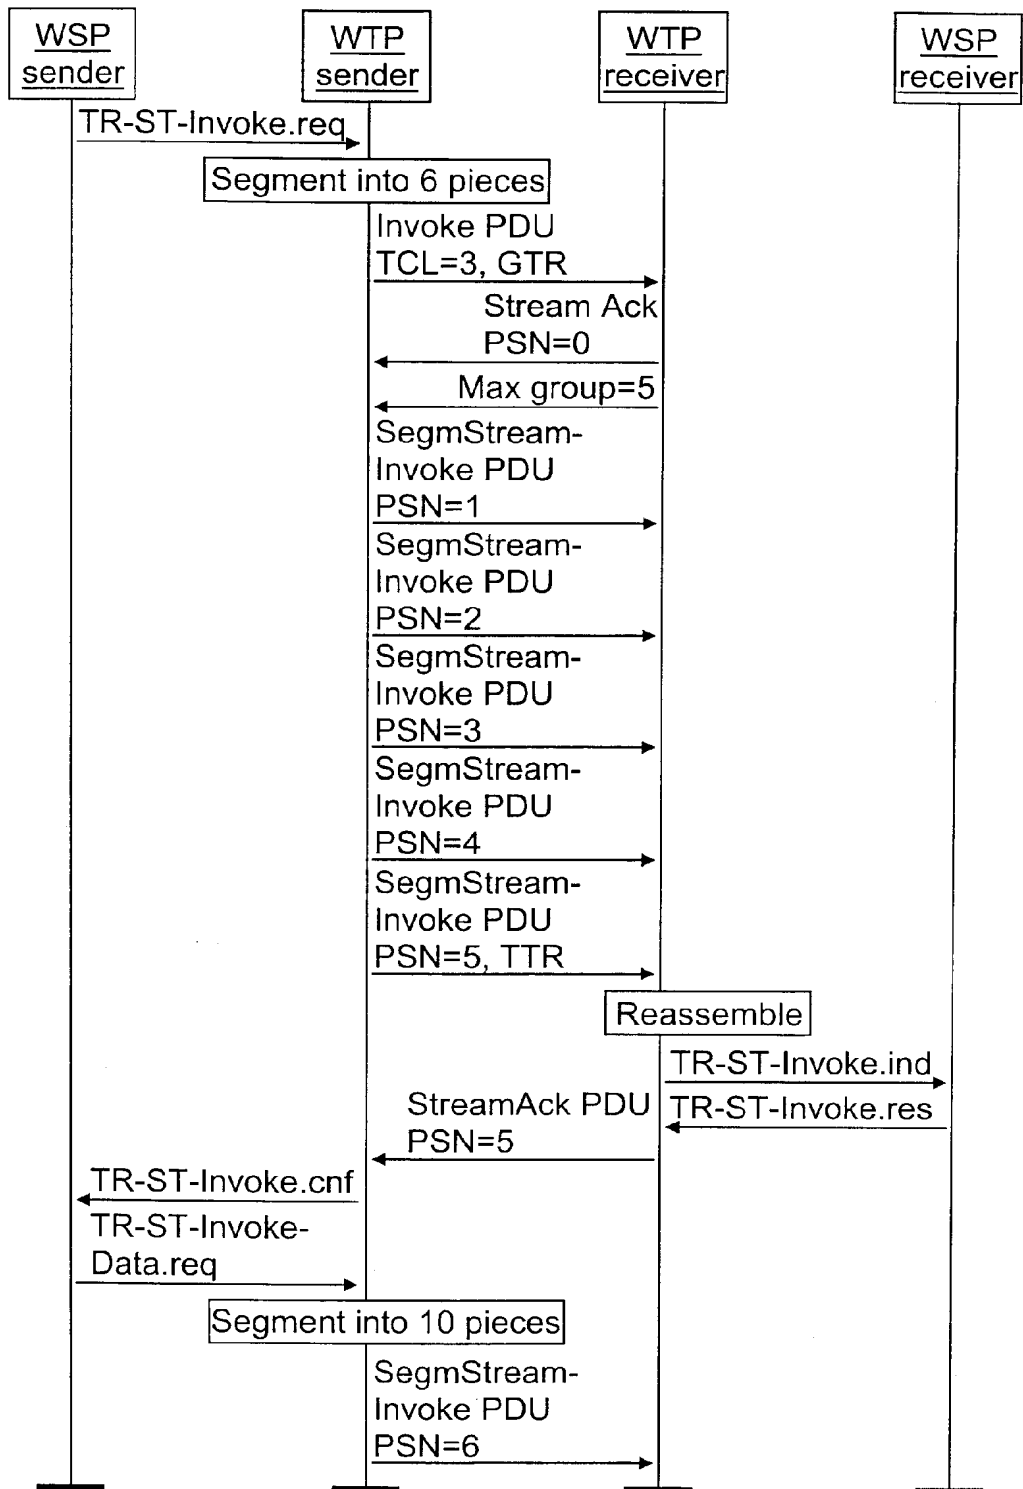 WSP
sender
WTP
sender
WTP
receiver
WSP
receiver
TR-ST-Invoke.req
Segment into 6 pieces
Invoke PDU
TCL=3, GTR
Stream Ack
PSN=0
Max group=5
SegmStream-
Invoke PDU
PSN=1
SegmStream-
Invoke PDU
PSN=2
SegmStream-
Invoke PDU
PSN=3
SegmStream-
Invoke PDU
PSN=4
SegmStream-
Invoke PDU
PSN=5, TTR
Reassemble
TR-ST-Invoke.ind
StreamAck PDU
PSN=5
TR-ST-Invoke.res
TR-ST-Invoke.cnf
TR-ST-Invoke-
Data.req
Segment into 10 pieces
SegmStream-
Invoke PDU
PSN=6